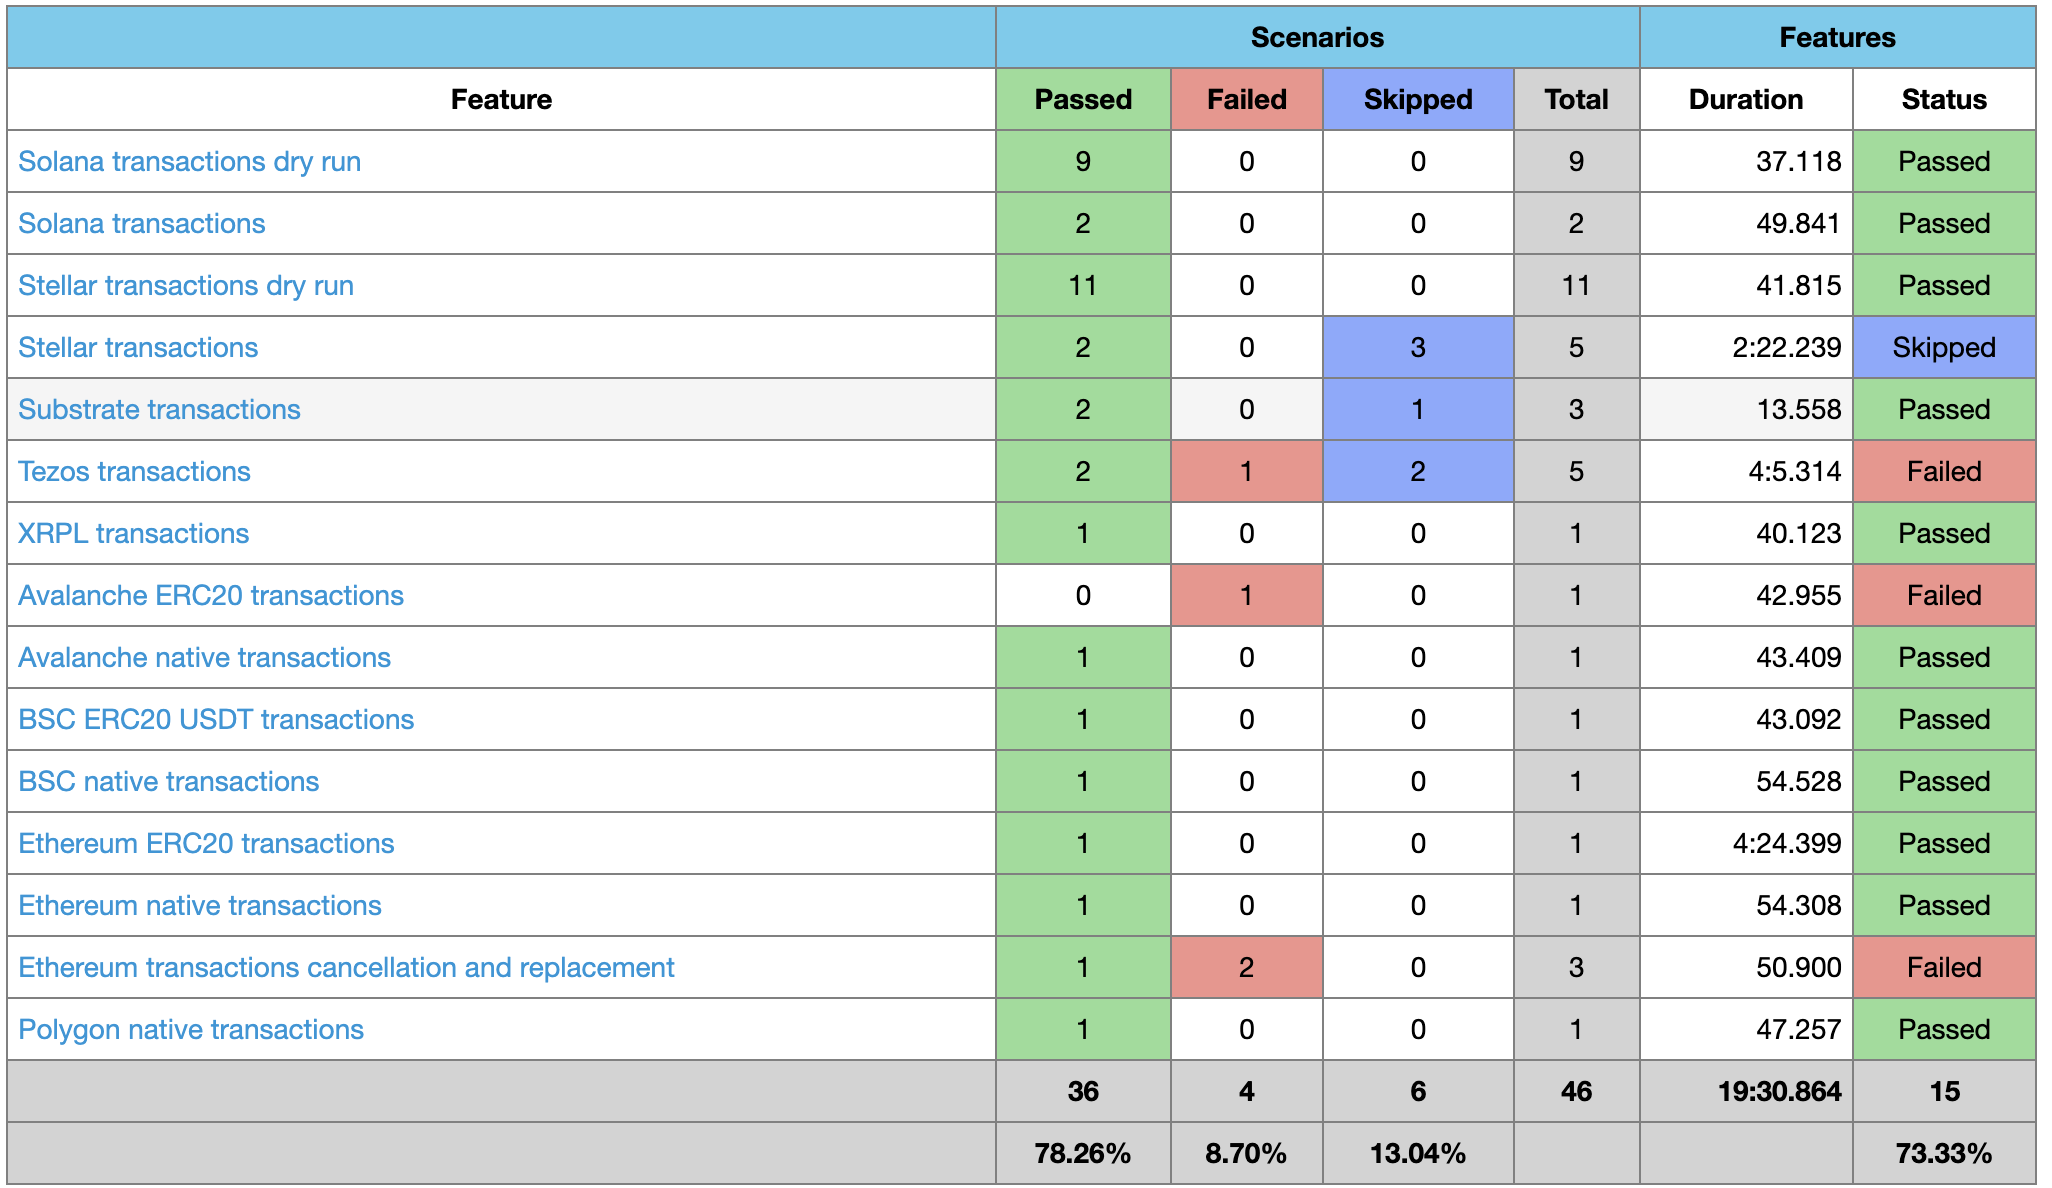 Scenarios Features
Feature Passed Failed Skipped Total Duration Status
Solana transactions dry run 9 0 0 9 37.118 Passed
Solana transactions 2 0 0 2 49.841 Passed
Stellar transactions dry run 11 0 0 11 41.815 Passed
Stellar transactions 2 0 3 5 2:22.239 Skipped
Substrate transactions 2 0 1 3 13.558 Passed
Tezos transactions 2 1 2 5 4:5.314 Failed
XRPL transactions 1 0 0 1 40.123 Passed
Avalanche ERC20 transactions 0 1 0 1 42.955 Failed
Avalanche native transactions 1 0 0 1 43.409 Passed
BSC ERC20 USDT transactions 1 0 0 1 43.092 Passed
BSC native transactions 1 0 0 1 54.528 Passed
Ethereum ERC20 transactions 1 0 0 1 4:24.399 Passed
Ethereum native transactions 1 0 0 1 54.308 Passed
Ethereum transactions cancellation and replacement 1 2 0 3 50.900 Failed
Polygon native transactions 1 0 0 1 47.257 Passed
36 4 6 46 19:30.864 15
78.26% 8.70% 13.04% 73.33%